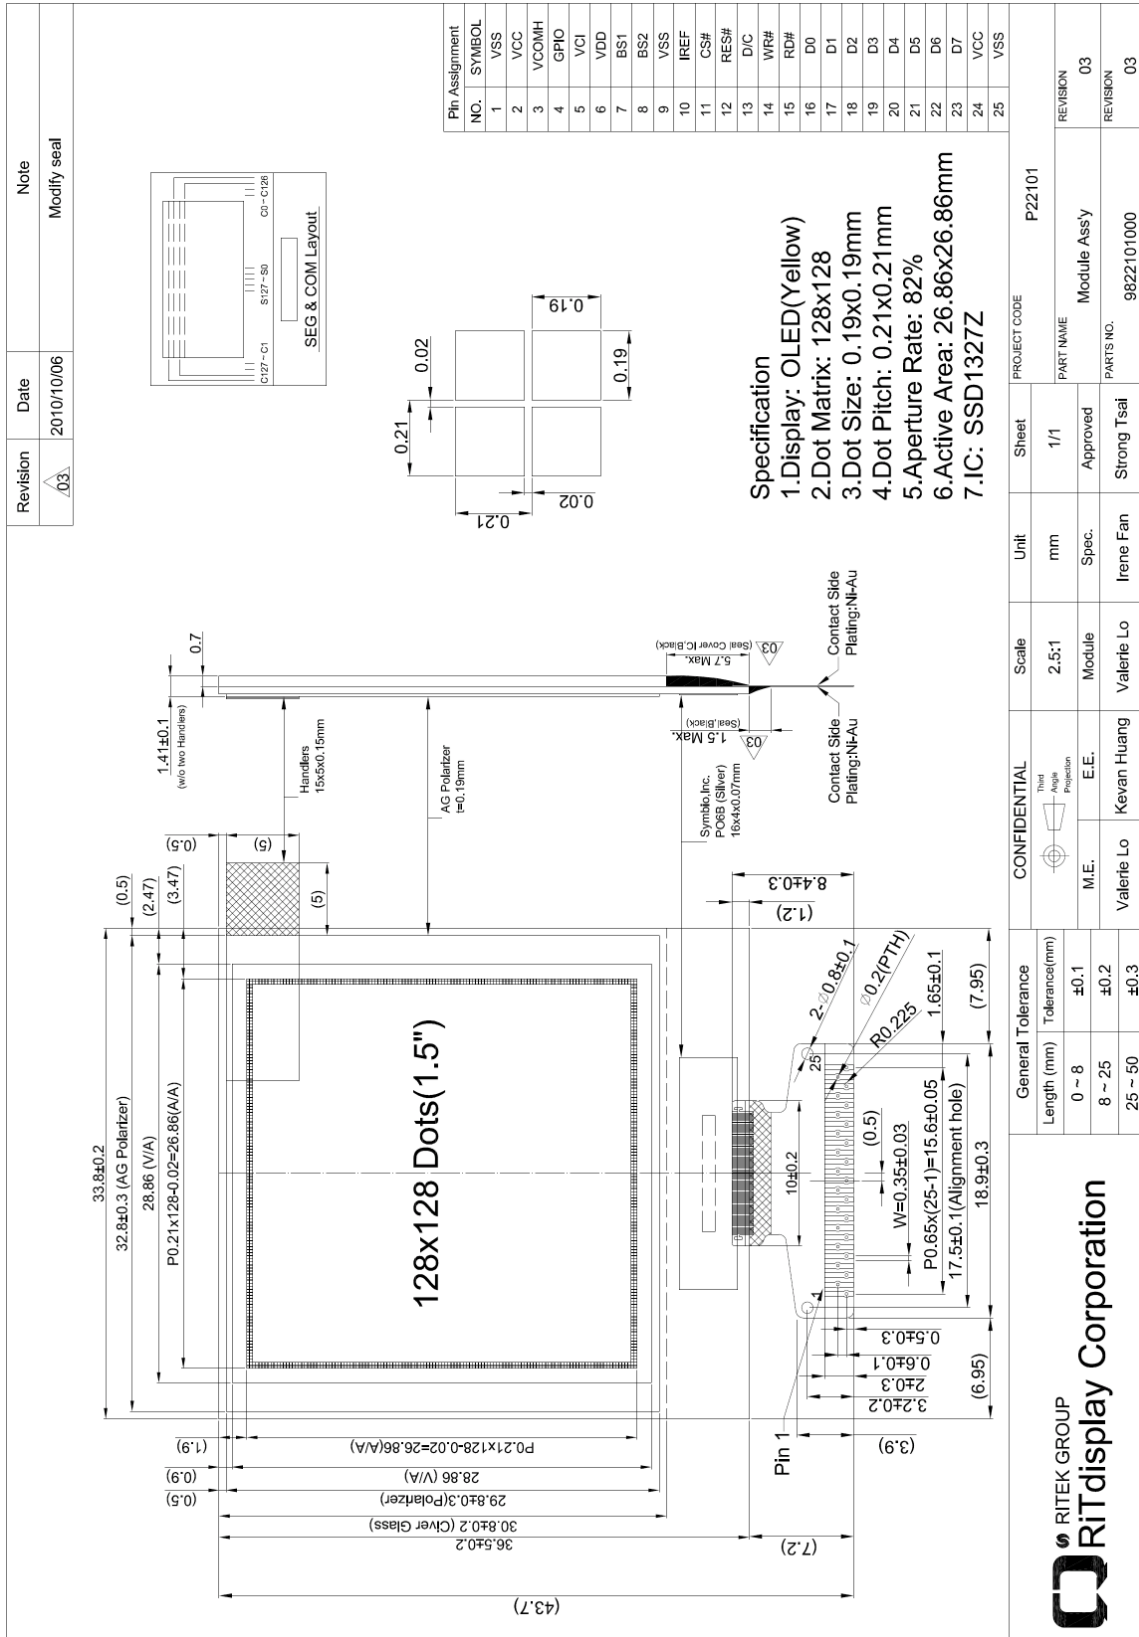 Revision Date Note
03 2010/10/06 Modify seal
C127 ~ C1 S127 ~ S0 C0 ~ C126
SEG & COM Layout
Pin Assignment
NO. SYMBOL
1 VSS
2 VCC
3 VCOMH
4 GPIO
5 VCI
6 VDD
7 BS1
8 BS2
9 VSS
10 IREF
11 CS#
12 RES#
13 D/C
14 WR#
15 RD#
16 D0
17 D1
18 D2
19 D3
20 D4
21 D5
22 D6
23 D7
24 VCC
25 VSS
0.21
0.02
0.21
0.02
0.19
0.19
Specification
1.Display: OLED(Yellow)
2.Dot Matrix: 128x128
3.Dot Size: 0.19x0.19mm
4.Dot Pitch: 0.21x0.21mm
5.Aperture Rate: 82%
6.Active Area: 26.86x26.86mm
7.IC: SSD1327Z
1.41±0.1
(w/o two Handlers)
0.7
Handlers
15x5x0.15mm
AG Polarizer
t=0.19mm
Symbio,Inc.
PO6B (Silver)
16x4x0.07mm
1.5 Max.
(Seal,Black)
03
5.7 Max.
(Seal Cover IC,Black)
03
Contact Side
Plating:Ni-Au
Contact Side
Plating:Ni-Au
33.8±0.2
32.8±0.3 (AG Polarizer)
28.86 (V/A)
P0.21x128-0.02=26.86(A/A)
(0.5)
(2.47)
(3.47)
(0.5)
(5)
(5)
128x128 Dots(1.5")
(1.9)
(0.9)
(0.5)
P0.21x128-0.02=26.86(A/A)
28.86 (V/A)
29.8±0.3(Polarizer)
30.8±0.2 (Civer Glass)
36.5±0.2
(43.7)
(7.2)
(1.2)
8.4±0.3
10±0.2
2-∅0.8±0.1
∅0.2(PTH)
R0.225
25
1
Pin 1
(0.5)
W=0.35±0.03
P0.65x(25-1)=15.6±0.05
1.65±0.1
17.5±0.1(Alignment hole)
18.9±0.3
(7.95)
(6.95)
0.5±0.3
0.6±0.1
2±0.3
3.2±0.2
(3.9)
RITEK GROUP
RiTdisplay Corporation
General Tolerance
Length (mm) Tolerance(mm)
0 ~ 8 ±0.1
8 ~ 25 ±0.2
25 ~ 50 ±0.3
CONFIDENTIAL
Third
Angle
Projection
Scale Unit Sheet
2.5:1 mm 1/1
M.E. E.E. Module Spec. Approved
Valerie Lo Kevan Huang Valerie Lo Irene Fan Strong Tsai
PROJECT CODE
P22101
PART NAME
Module Ass'y
REVISION
03
PARTS NO.
9822101000
REVISION
03